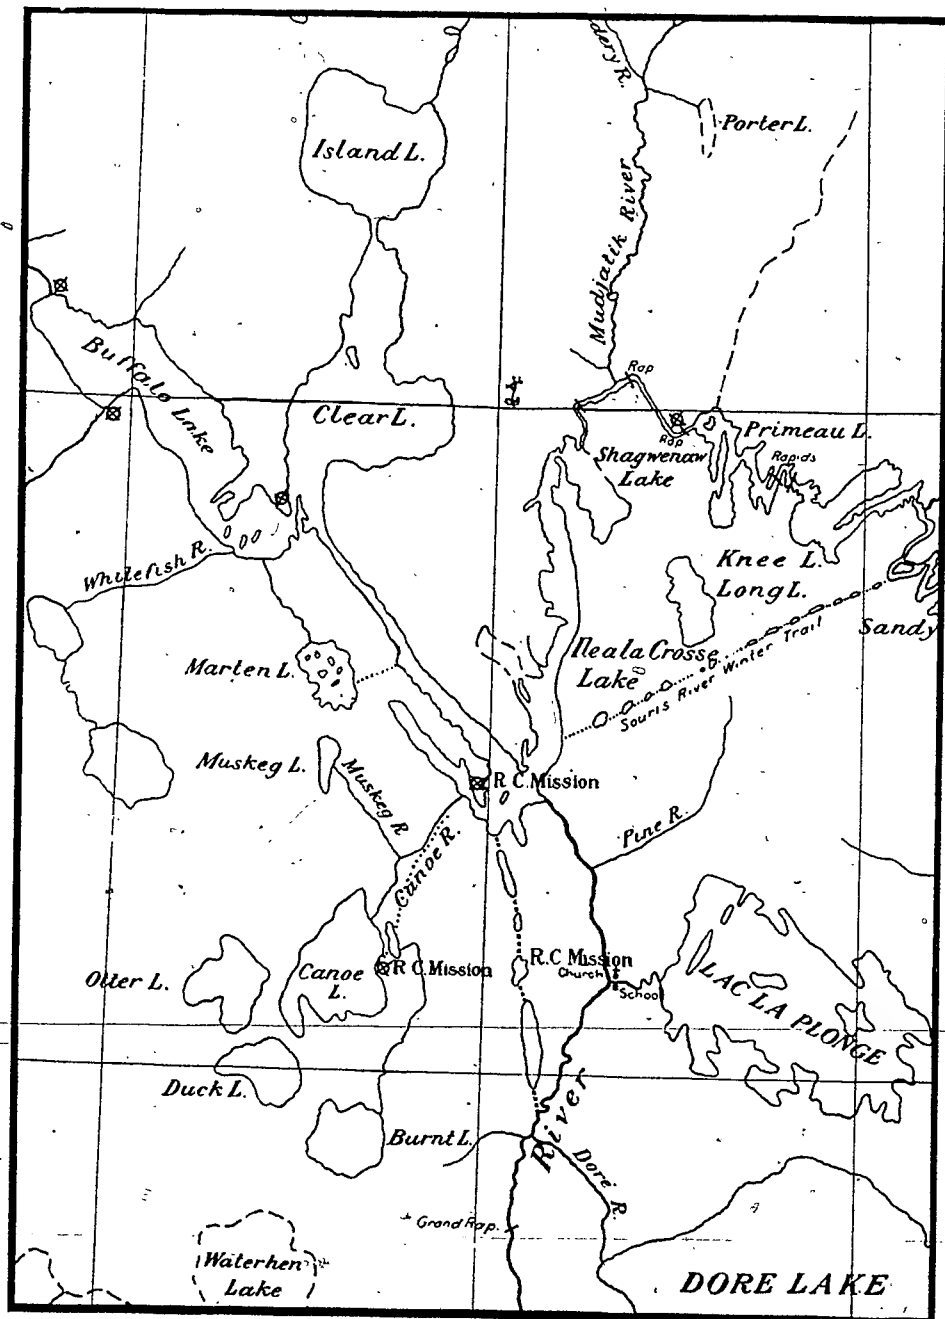 dery R.
Porter L.
Island L.
Mudjatik River
Buffalo Lake
Rap
Clear L.
Rap
Primeau L.
Shagwenaw
Lake
Rapids
Whitefish R.
Knee L.
Long L.
Sandy
Marten L.
Ile a la Crosse
Lake
Souris River Winter Trail
Muskeg L.
Muskeg R
R.C. Mission
Pine R.
Canoe R.
Otter L.
Canoe
L.
R.C. Mission
R.C. Mission
Church
School
LAC LA PLONGE
Duck L.
River
Burnt L.
Doré R.
Grand Rap.
Waterhen
Lake
DORE LAKE